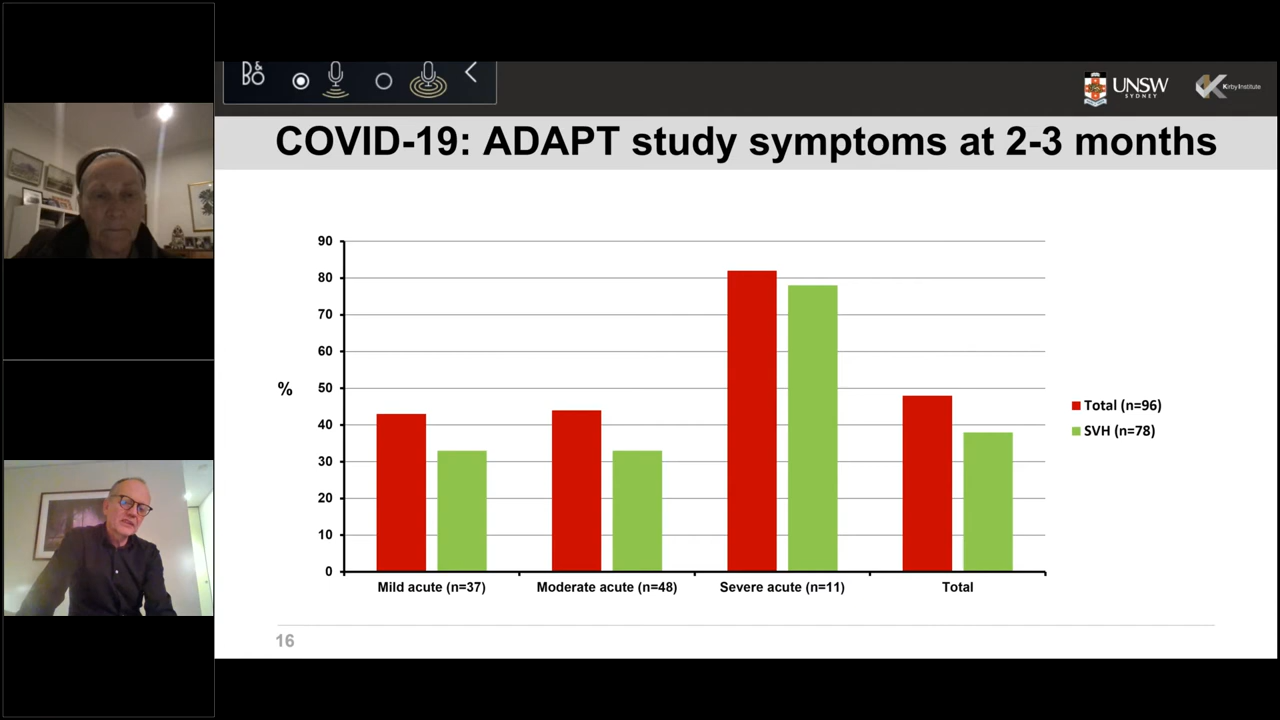 B&BO
UNSW
SYDNEY
Kirby Institute
COVID-19: ADAPT study symptoms at 2-3 months
90
80
70
60
50
40
30
20
10
0
%
Total (n=96)
SVH (n=78)
Mild acute (n=37)
Moderate acute (n=48)
Severe acute (n=11)
Total
16